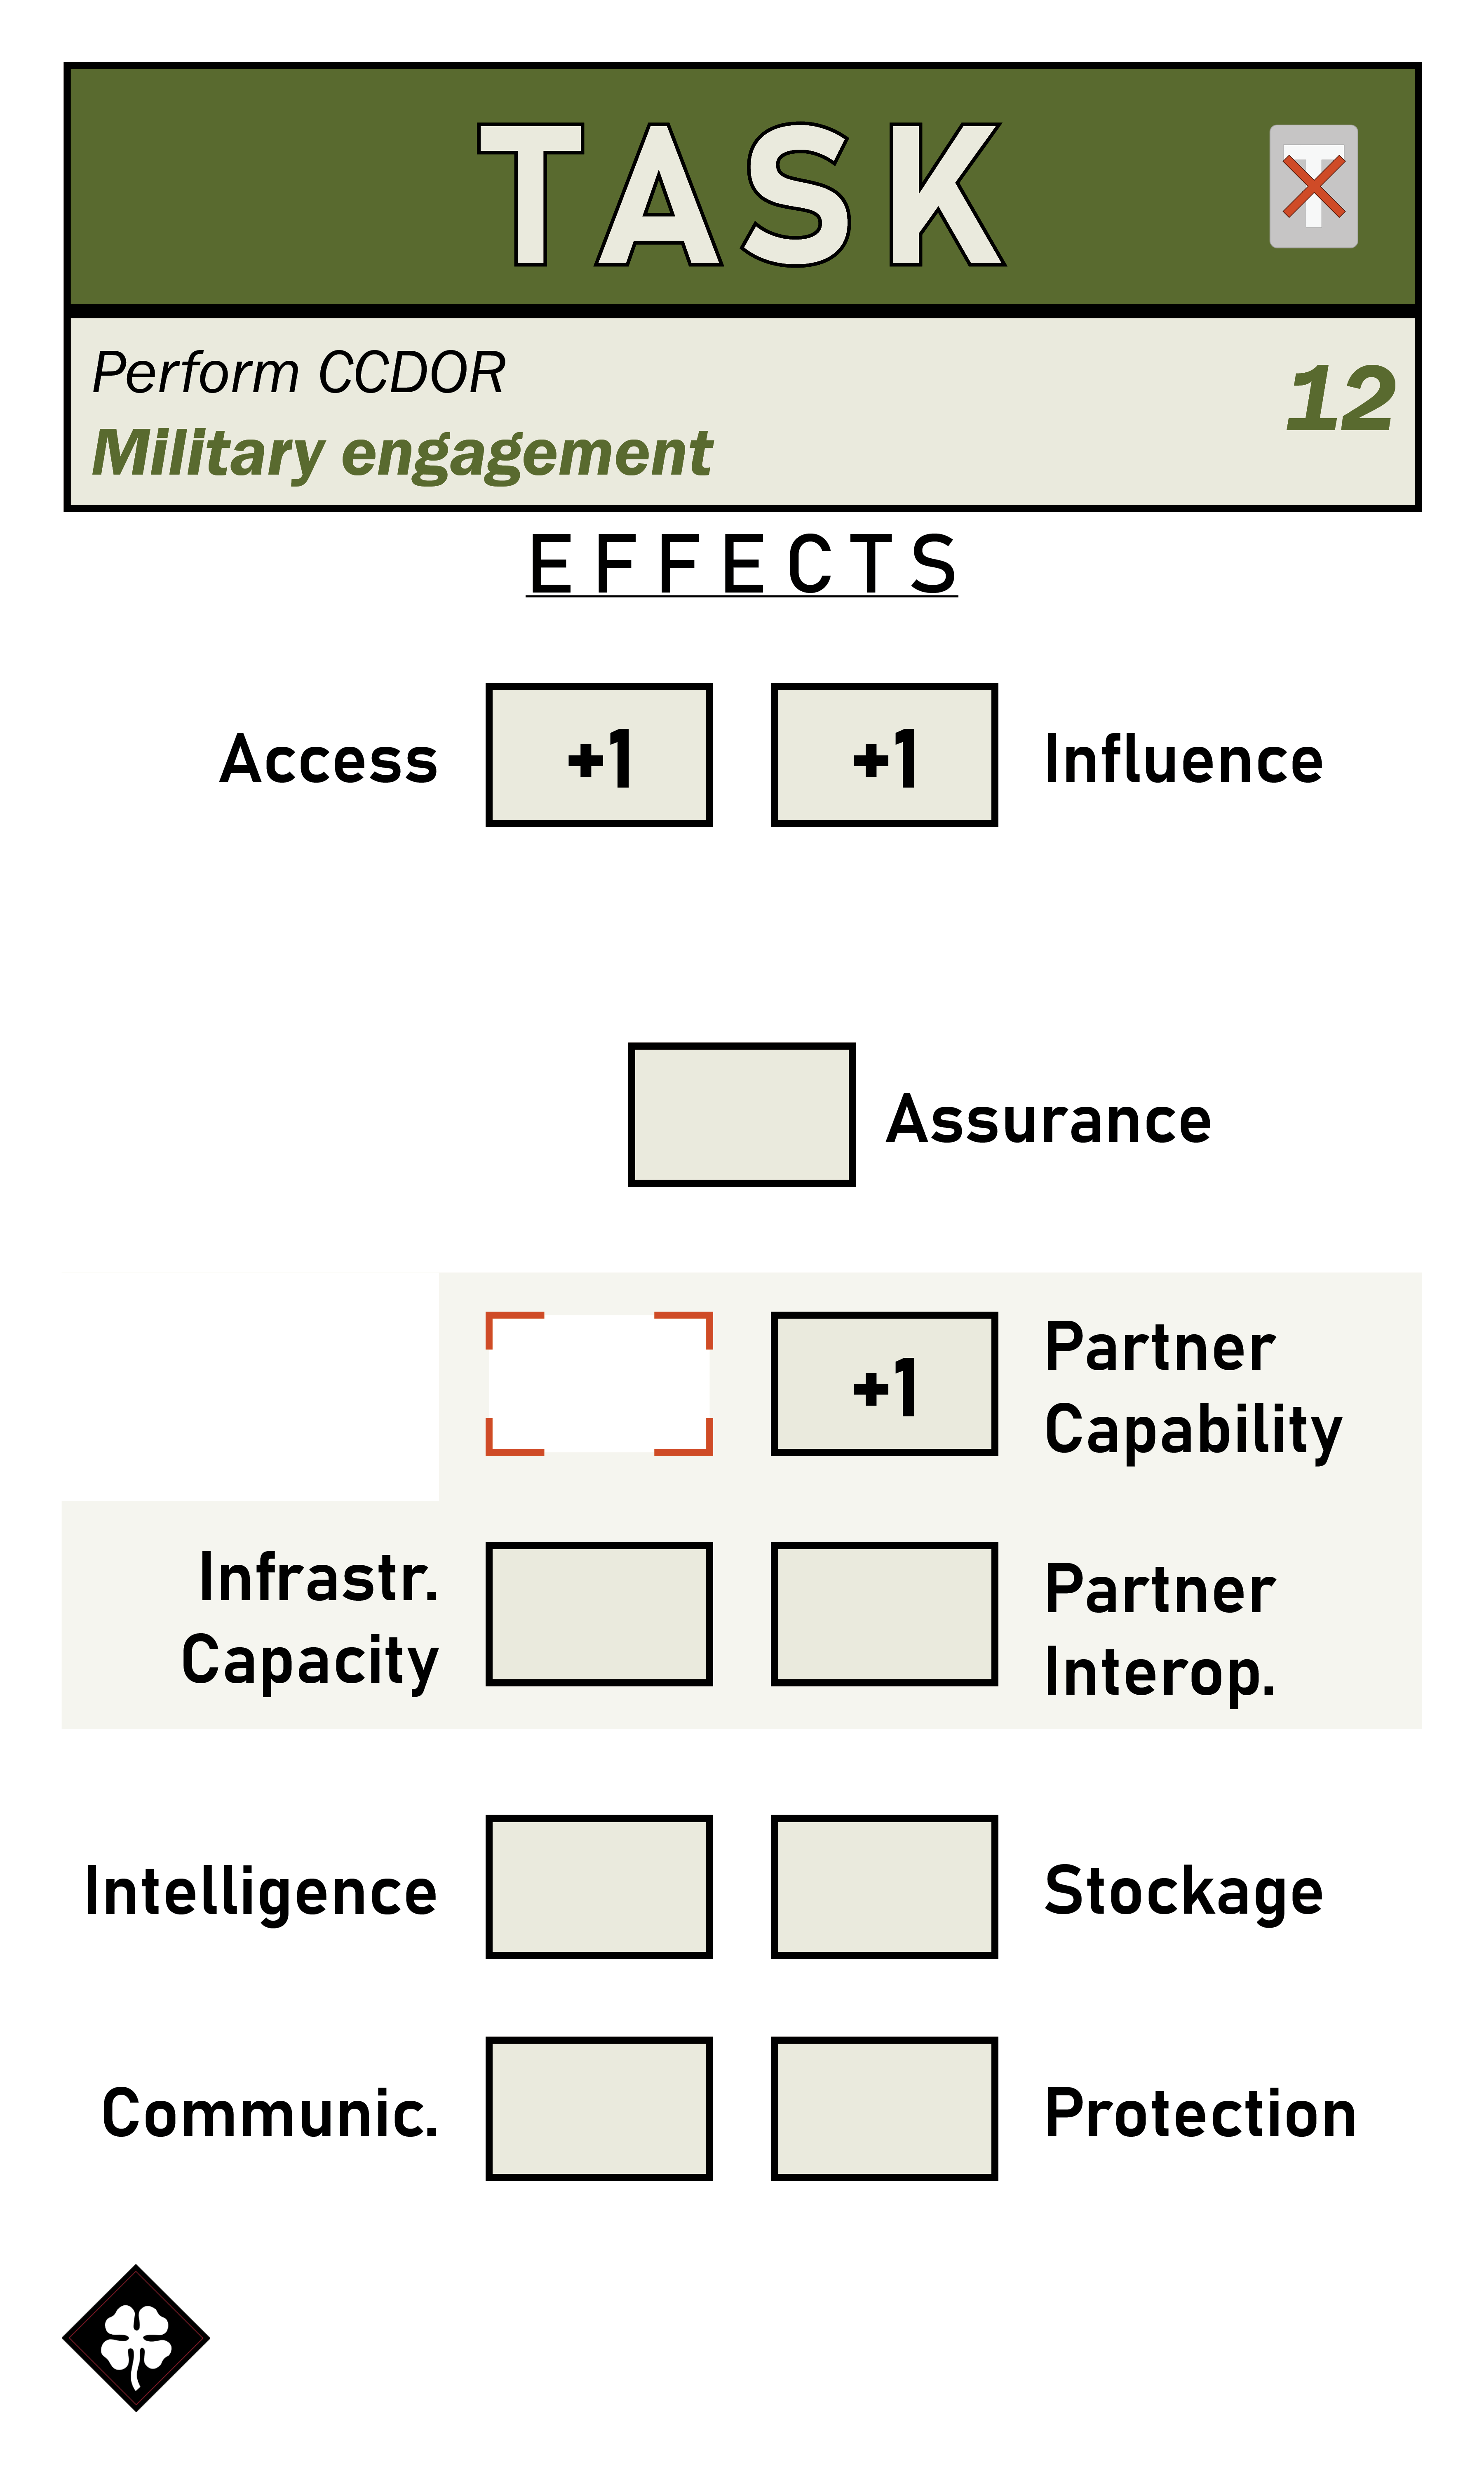 TASK
T
Perform CCDOR
12
Military engagement
EFFECTS
Access +1 +1 Influence
Assurance
+1 Partner
Capability
Infrastr.
Capacity
Partner
Interop.
Intelligence Stockage
Communic. Protection